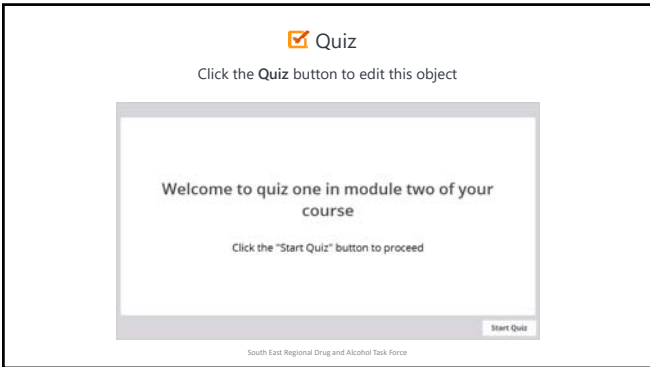 Quiz
Click the Quiz button to edit this object
Welcome to quiz one in module two of your
course
Click the "Start Quiz" button to proceed
Start Quiz
South East Regional Drug and Alcohol Task Force